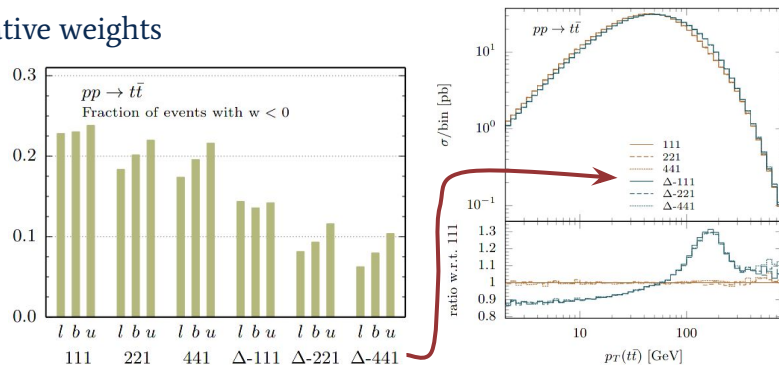 ative weights
pp → tt̄
Fraction of events with w < 0
0.3
0.2
0.1
0.0
l b u l b u l b u l b u l b u l b u
111 221 441 Δ-111 Δ-221 Δ-441
pp → tt̄
σ/bin [pb]
10¹
10⁰
10⁻¹
111
221
441
Δ-111
Δ-221
Δ-441
ratio w.r.t. 111
1.3
1.2
1.1
1
0.9
0.8
10 100
p_T(tt̄) [GeV]